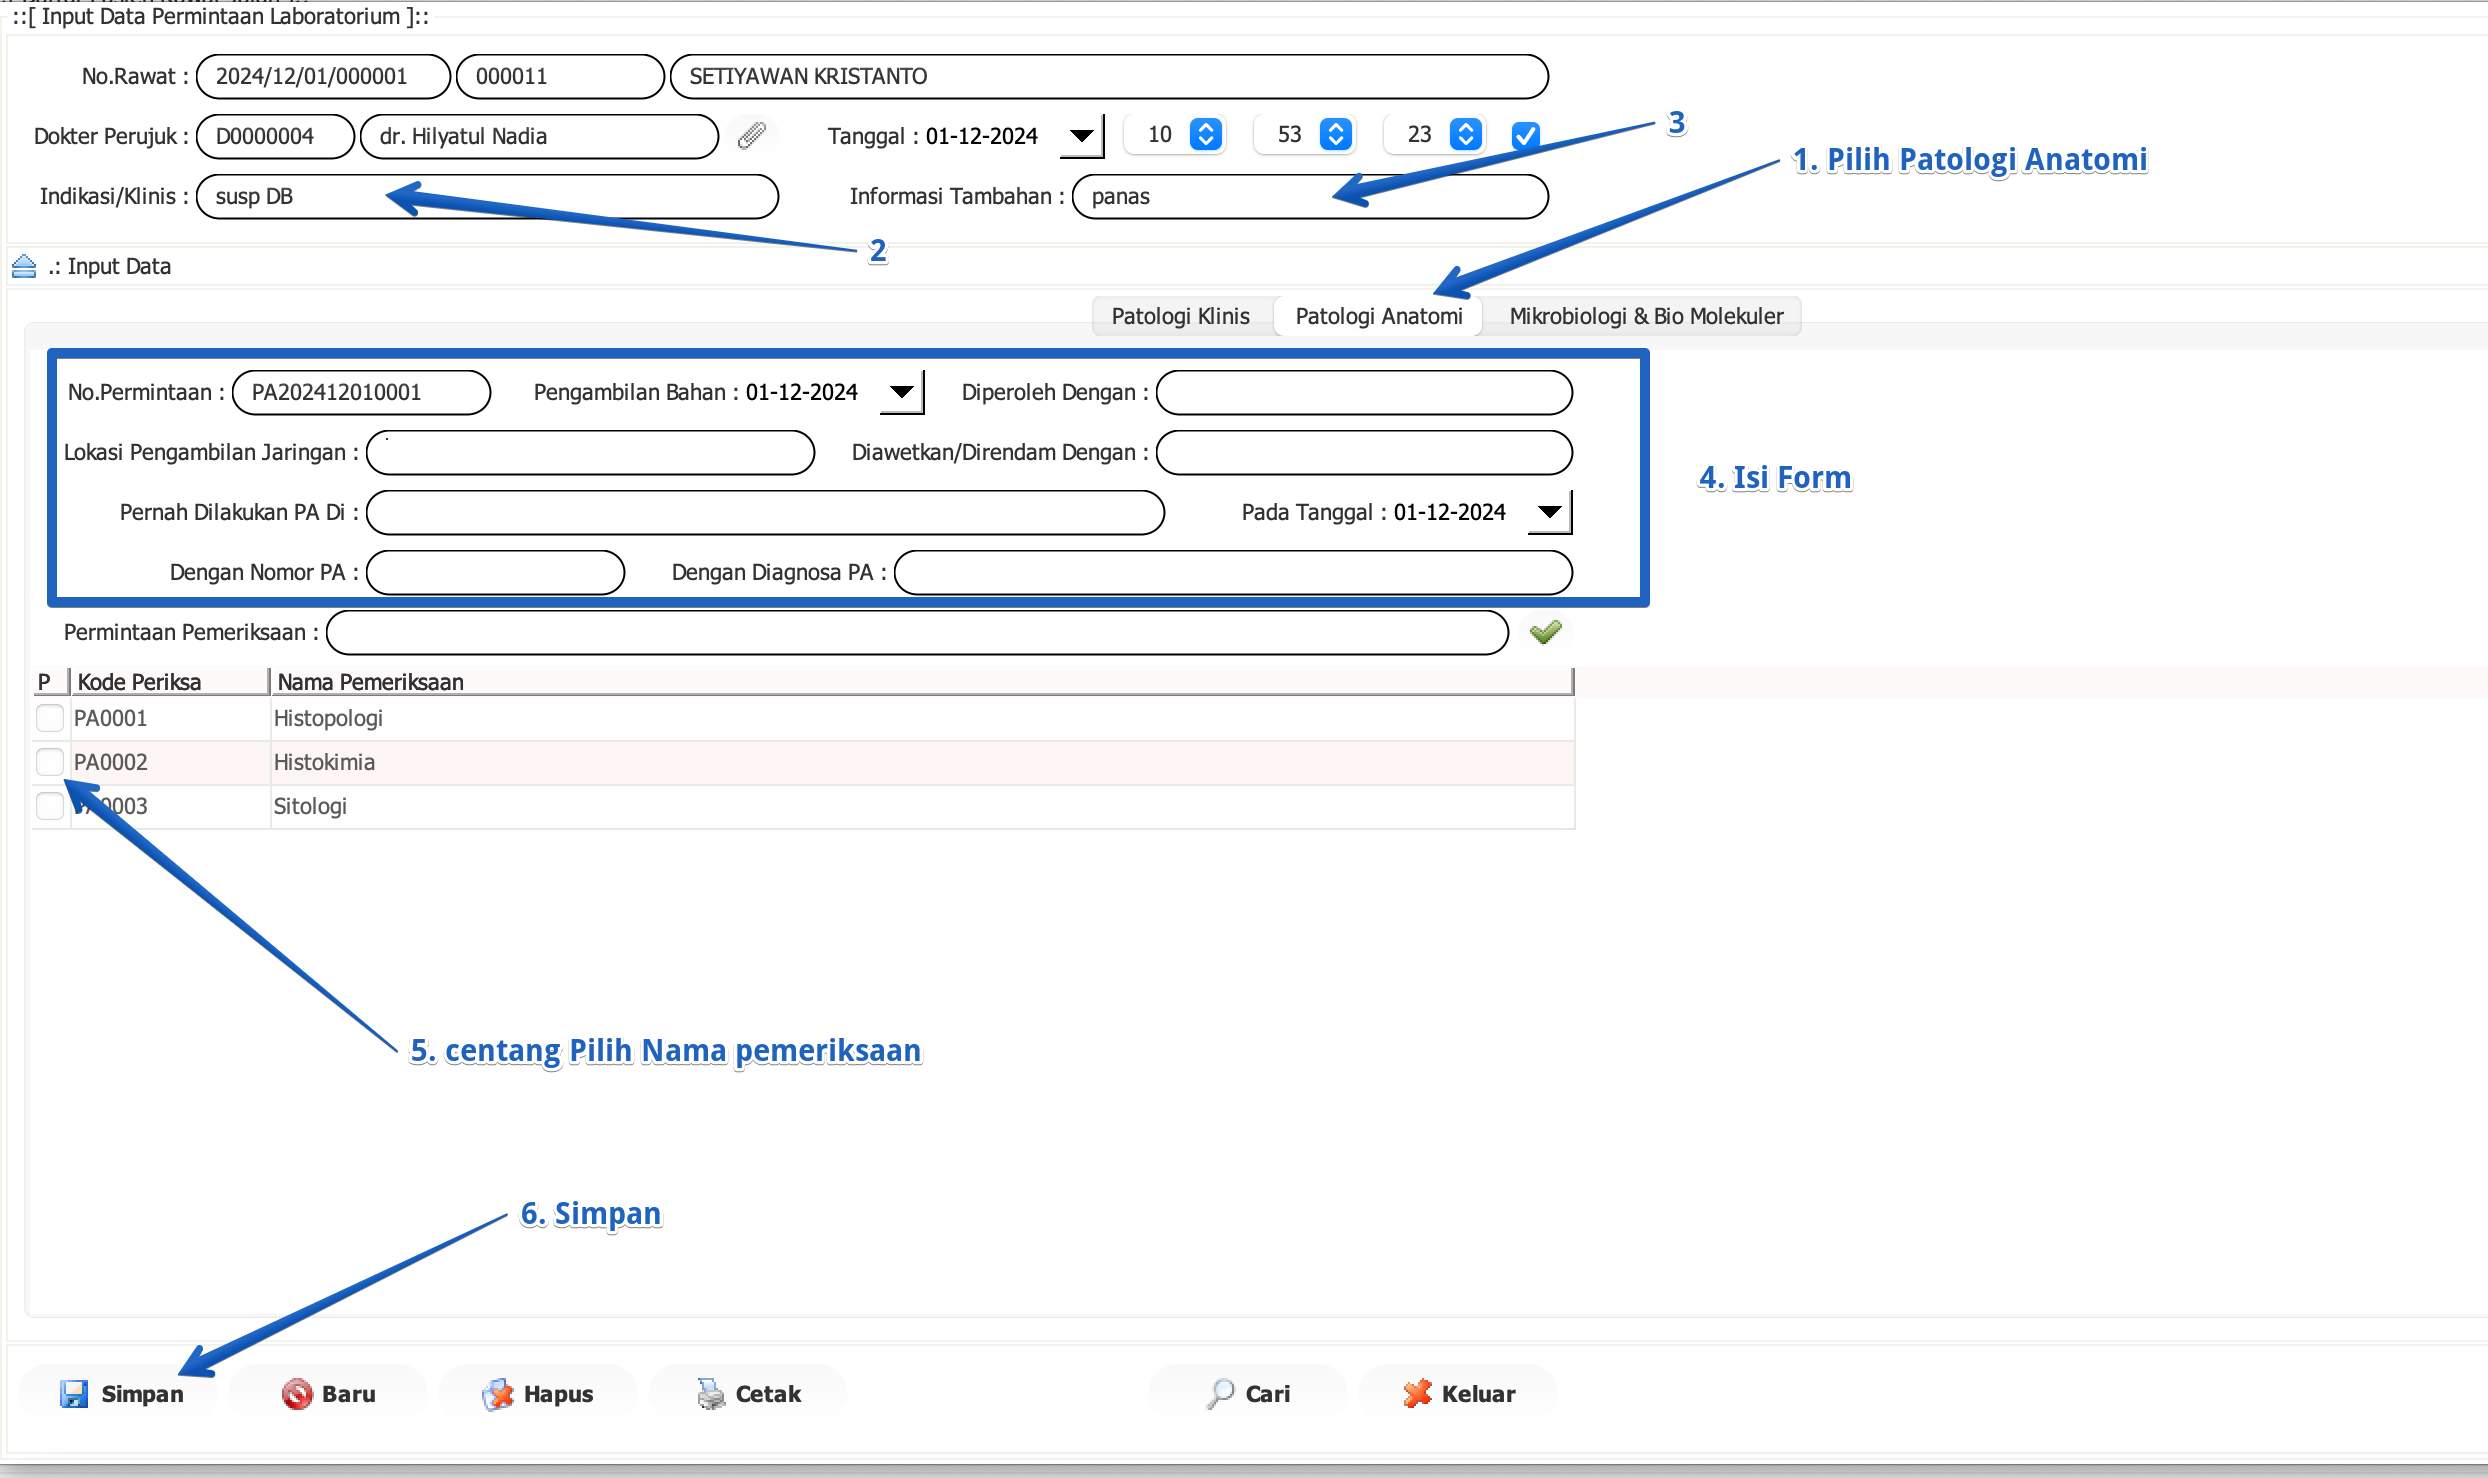 ::[ Input Data Permintaan Laboratorium ]::
No.Rawat : 2024/12/01/000001 000011 SETIYAWAN KRISTANTO
Dokter Perujuk : D0000004 dr. Hilyatul Nadia Tanggal : 01-12-2024 10 53 23
3
1. Pilih Patologi Anatomi
Indikasi/Klinis : susp DB Informasi Tambahan : panas
2
.: Input Data
Patologi Klinis Patologi Anatomi Mikrobiologi & Bio Molekuler
No.Permintaan : PA202412010001 Pengambilan Bahan : 01-12-2024 Diperoleh Dengan :
Lokasi Pengambilan Jaringan : Diawetkan/Direndam Dengan :
4. Isi Form
Pernah Dilakukan PA Di : Pada Tanggal : 01-12-2024
Dengan Nomor PA : Dengan Diagnosa PA :
Permintaan Pemeriksaan :
P Kode Periksa Nama Pemeriksaan
PA0001 Histopologi
PA0002 Histokimia
PA0003 Sitologi
5. centang Pilih Nama pemeriksaan
6. Simpan
Simpan Baru Hapus Cetak Cari Keluar